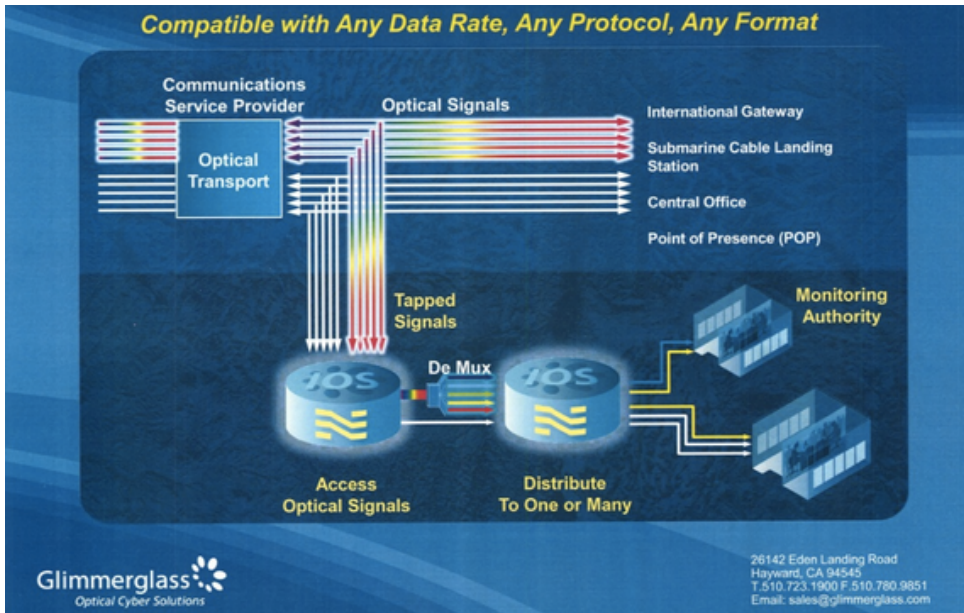 Compatible with Any Data Rate, Any Protocol, Any Format
Communications
Service Provider
Optical Signals
Optical
Transport
International Gateway
Submarine Cable Landing
Station
Central Office
Point of Presence (POP)
Tapped
Signals
Monitoring
Authority
iOS
De Mux
iOS
Access
Optical Signals
Distribute
To One or Many
Glimmerglass
Optical Cyber Solutions
26142 Eden Landing Road
Hayward, CA 94545
T.510.723.1900 F.510.780.9851
Email: sales@glimmerglass.com